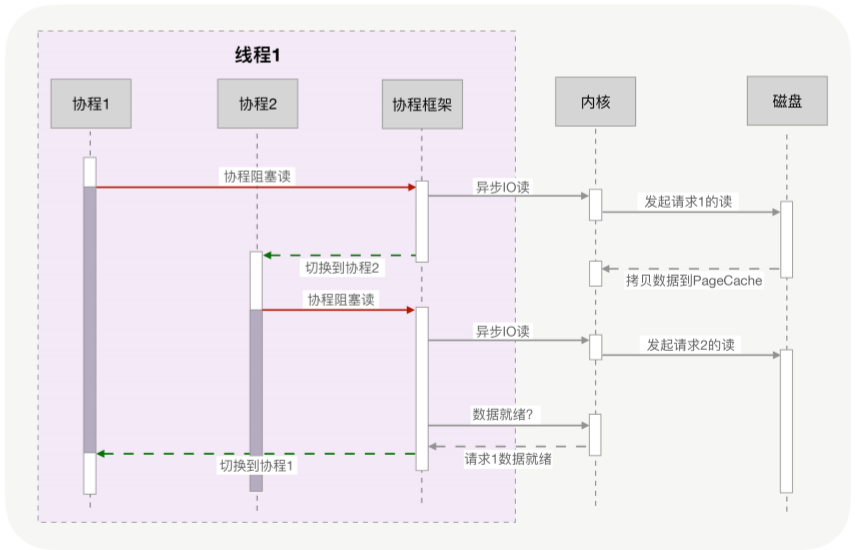 线程1
协程1
协程2
协程框架
内核
磁盘
协程阻塞读
异步IO读
发起请求1的读
切换到协程2
拷贝数据到PageCache
协程阻塞读
异步IO读
发起请求2的读
数据就绪?
请求1数据就绪
切换到协程1